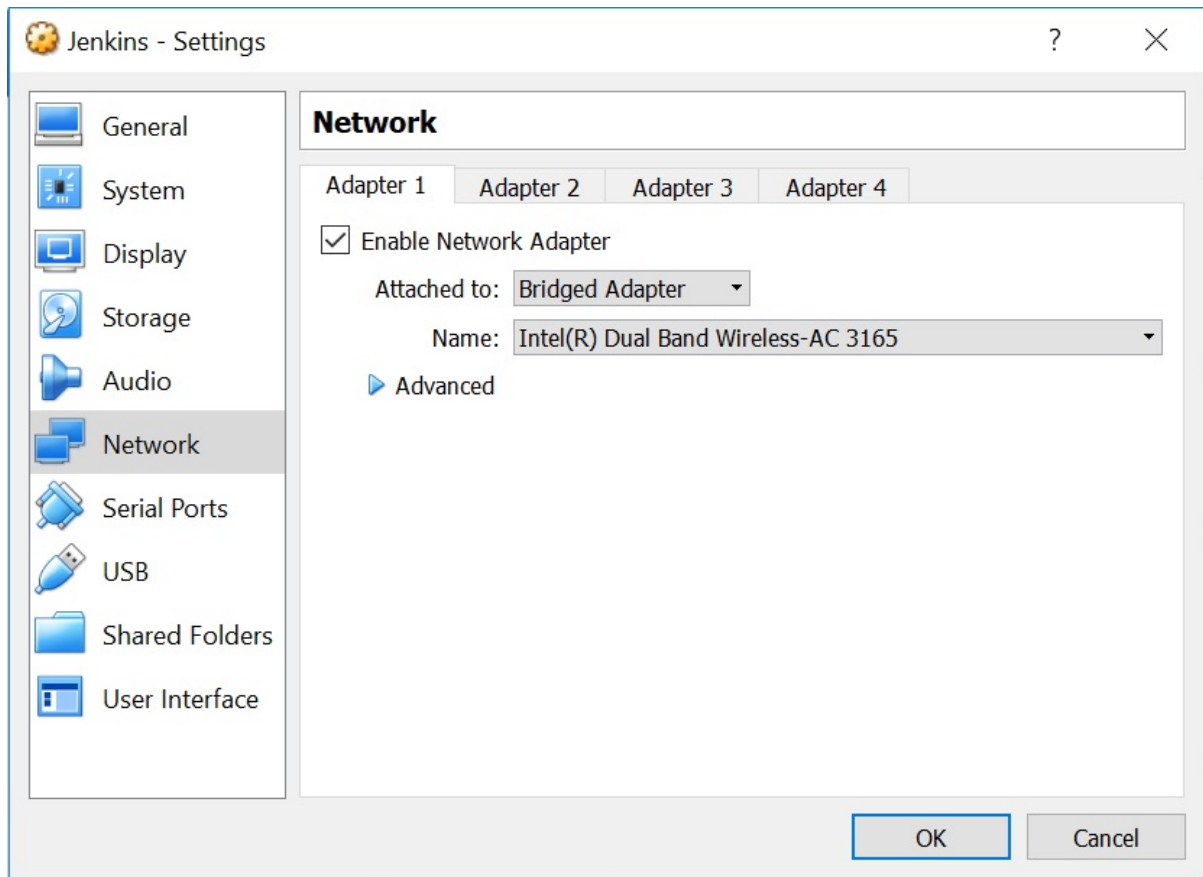 Jenkins - Settings
?
General
System
Display
Storage
Audio
Network
Serial Ports
USB
Shared Folders
User Interface
Network
Adapter 1 Adapter 2 Adapter 3 Adapter 4
Enable Network Adapter
Attached to: Bridged Adapter
Name: Intel(R) Dual Band Wireless-AC 3165
Advanced
OK Cancel